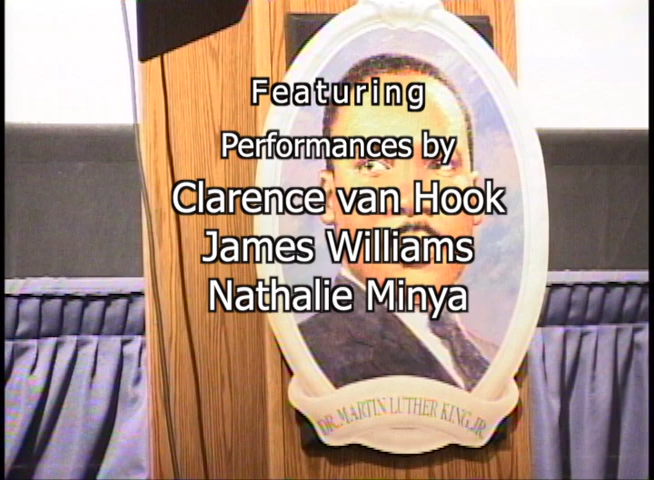 Featuring
Performances by
Clarence van Hook
James Williams
Nathalie Minya
DR. MARTIN LUTHER KING, JR.